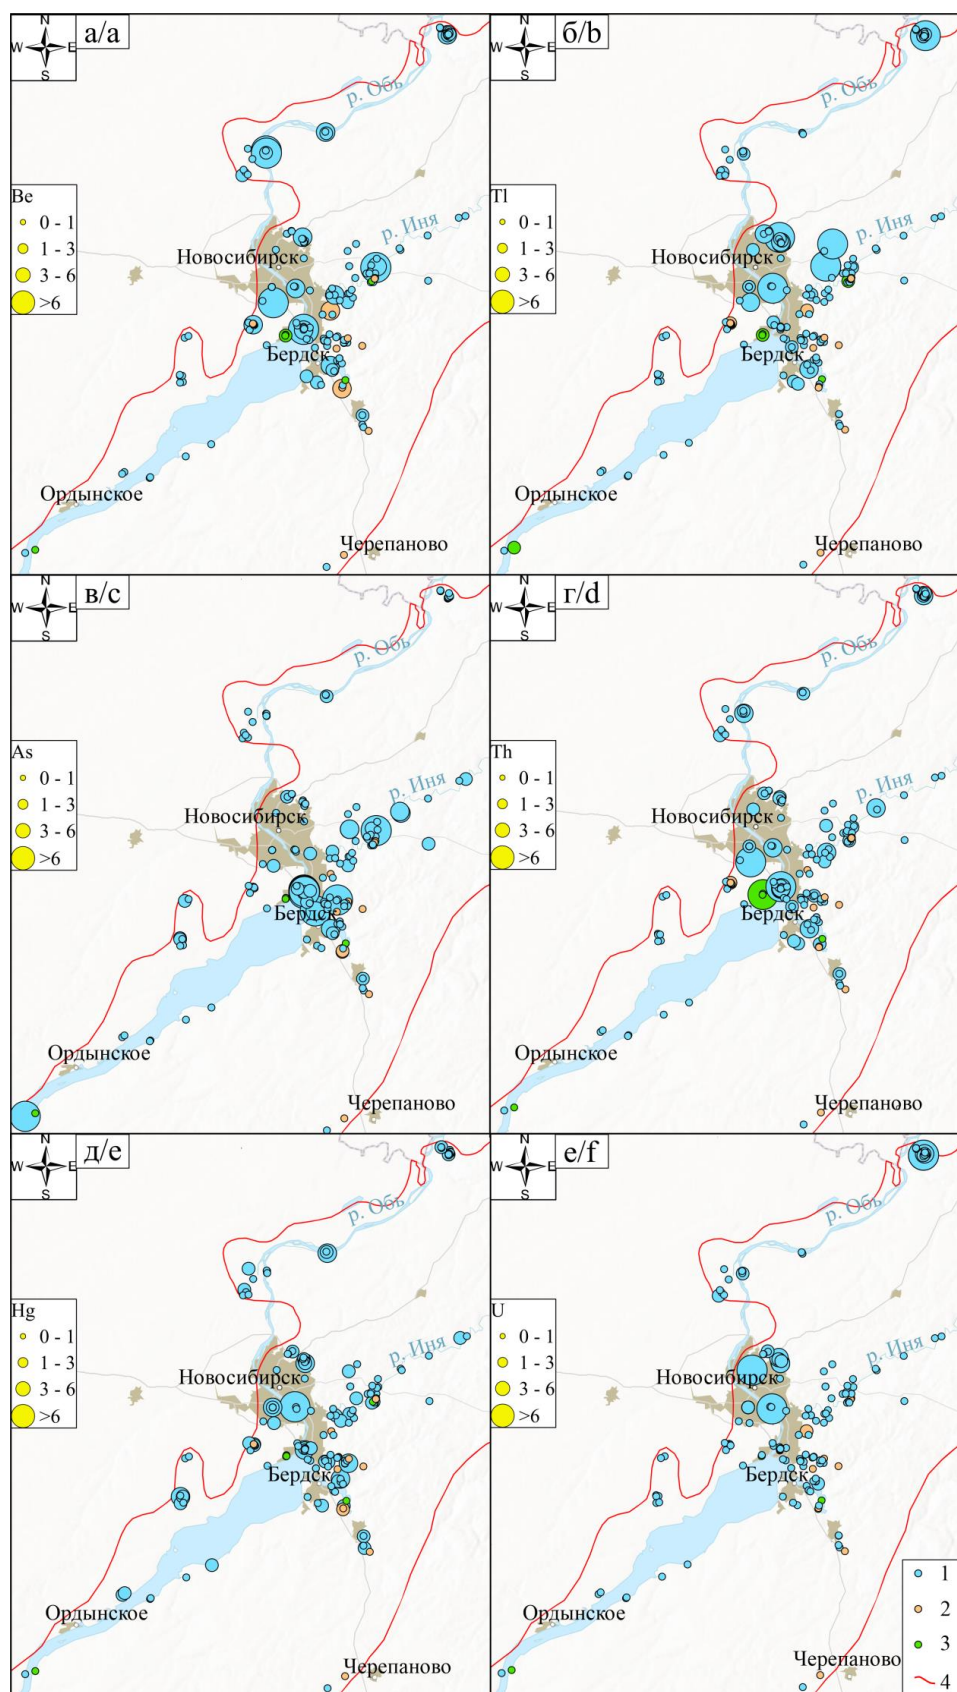 N
W E
S
а/a
р. Обь
Be
0 - 1
1 - 3
3 - 6
>6
р. Иня
Новосибирск
Бердск
Ордынское
Черепаново
N
W E
S
б/b
р. Обь
Tl
0 - 1
1 - 3
3 - 6
>6
р. Иня
Новосибирск
Бердск
Ордынское
Черепаново
N
W E
S
в/c
р. Обь
As
0 - 1
1 - 3
3 - 6
>6
р. Иня
Новосибирск
Бердск
Ордынское
Черепаново
N
W E
S
г/d
р. Обь
Th
0 - 1
1 - 3
3 - 6
>6
р. Иня
Новосибирск
Бердск
Ордынское
Черепаново
N
W E
S
д/e
р. Обь
Hg
0 - 1
1 - 3
3 - 6
>6
р. Иня
Новосибирск
Бердск
Ордынское
Черепаново
N
W E
S
е/f
р. Обь
U
0 - 1
1 - 3
3 - 6
>6
р. Иня
Новосибирск
Бердск
Ордынское
Черепаново
1
2
3
4